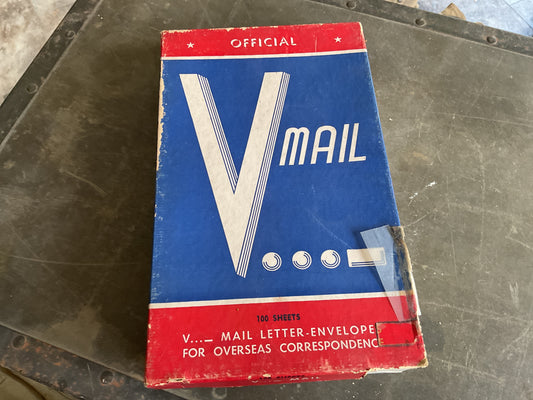 OFFICIAL
V MAIL
100 SHEETS
V...— MAIL LETTER-ENVELOPE
FOR OVERSEAS CORRESPONDENC